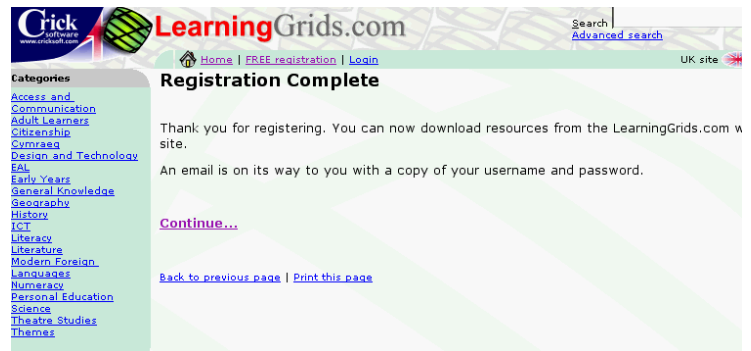 Crick
software
www.cricksoft.com
LearningGrids.com
Search
Advanced search
Home | FREE registration | Login
UK site
Categories
Access and
Communication
Adult Learners
Citizenship
Cymraeg
Design and Technology
EAL
Early Years
General Knowledge
Geography
History
ICT
Literacy
Literature
Modern Foreign
Languages
Numeracy
Personal Education
Science
Theatre Studies
Themes
Registration Complete
Thank you for registering. You can now download resources from the LearningGrids.com w
site.
An email is on its way to you with a copy of your username and password.
Continue...
Back to previous page | Print this page